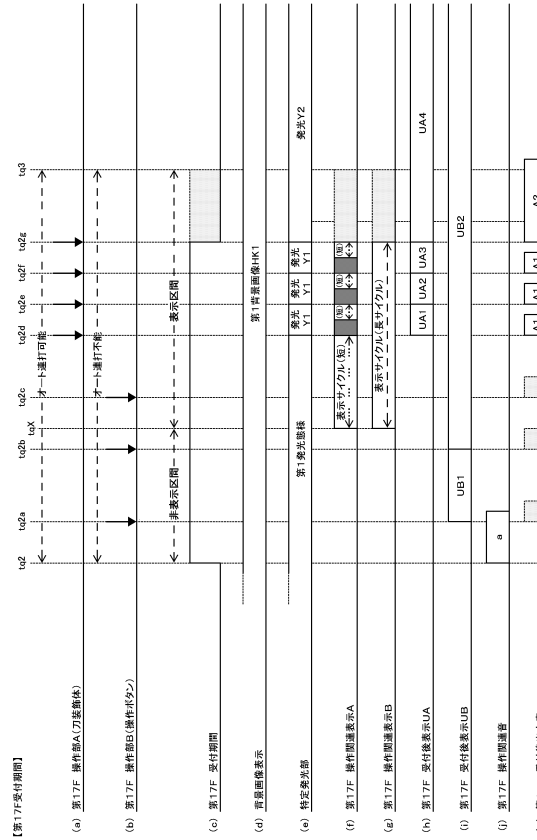 【第17F受付期間】
tq2
tq2a
tq2b
tqX
tq2c
tq2d
tq2e
tq2f
tq2g
tq3
(a) 第17F 操作部A(刀装飾体)
オート連打可能
(b) 第17F 操作部B(操作ボタン)
オート連打不能
非表示区間
表示区間
(c) 第17F 受付期間
(d) 背景画像表示
第1背景画像HK1
(e) 特定発光部
第1発光態様
発光Y1
発光Y1
発光Y1
発光Y2
(f) 第17F 操作関連表示A
表示サイクル(短)
(短)
(短)
(短)
(g) 第17F 操作関連表示B
表示サイクル(長サイクル)
(h) 第17F 受付後表示UA
UA1
UA2
UA3
UA4
(i) 第17F 受付後表示UB
UB1
UB2
(j) 第17F 操作関連音
a
A1
A1
A1
A3